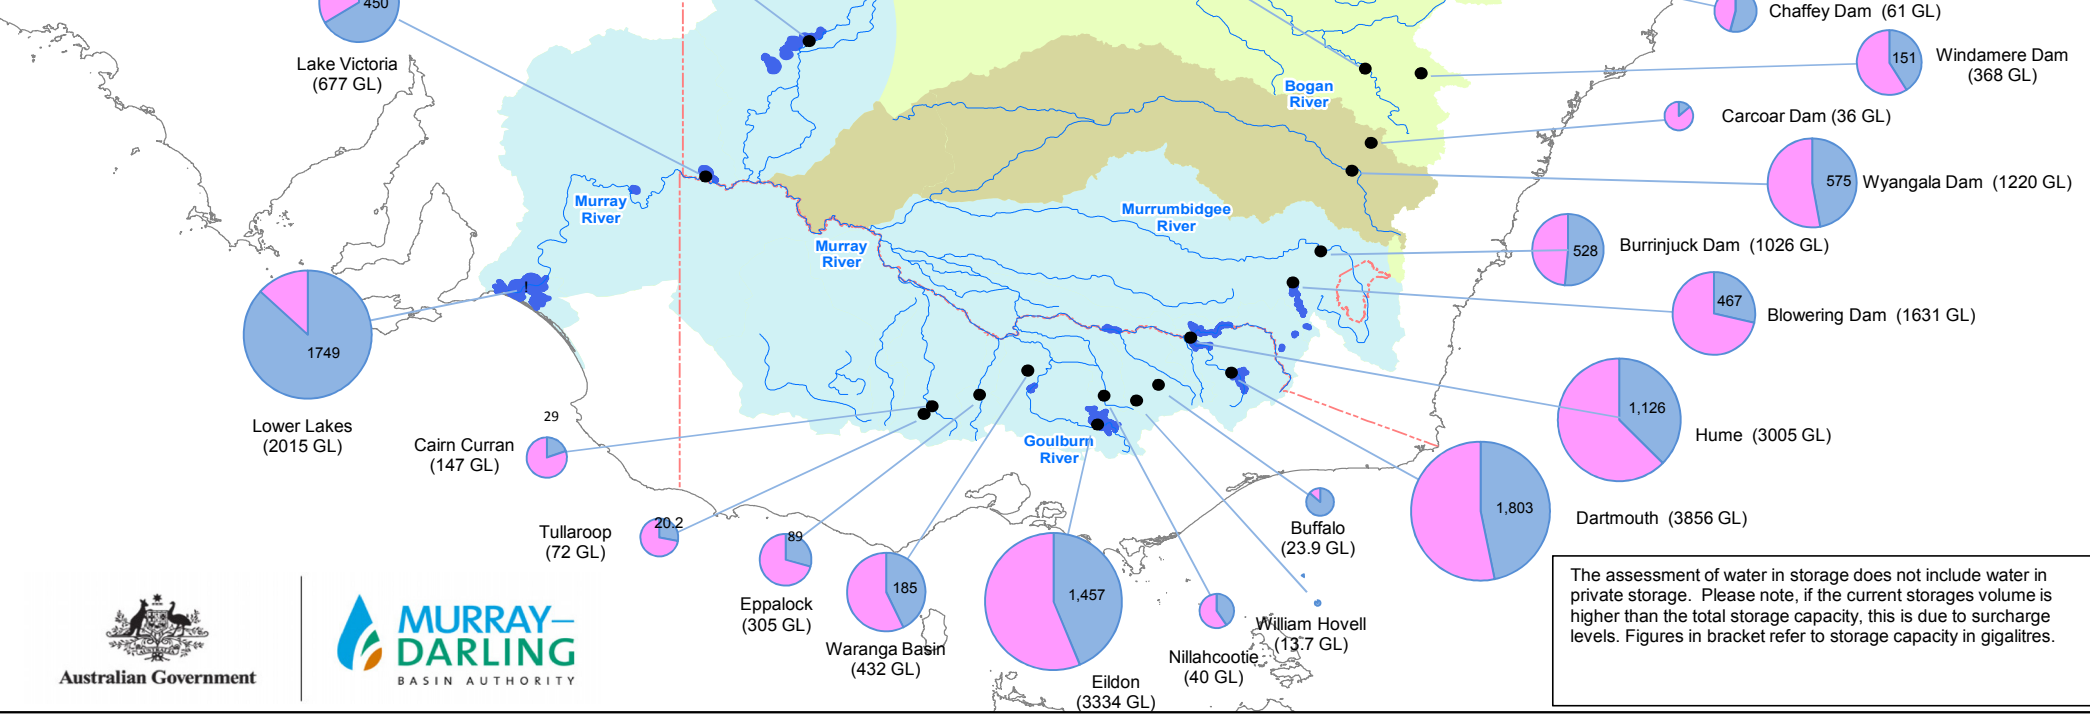 450
Lake Victoria
(677 GL)
Chaffey Dam (61 GL)
151
Windamere Dam
(368 GL)
Bogan
River
Carcoar Dam (36 GL)
575
Wyangala Dam (1220 GL)
Murray
River
Murrumbidgee
River
Murray
River
528
Burrinjuck Dam (1026 GL)
467
Blowering Dam (1631 GL)
!
1749
Lower Lakes
(2015 GL)
29
Cairn Curran
(147 GL)
Goulburn
River
1,126
Hume (3005 GL)
1,803
Dartmouth (3856 GL)
20.2
Tullaroop
(72 GL)
89
Eppalock
(305 GL)
185
Waranga Basin
(432 GL)
1,457
Eildon
(3334 GL)
Buffalo
(23.9 GL)
William Hovell
(13.7 GL)
Nillahcootie
(40 GL)
The assessment of water in storage does not include water in
private storage. Please note, if the current storages volume is
higher than the total storage capacity, this is due to surcharge
levels. Figures in bracket refer to storage capacity in gigalitres.
Australian Government
MURRAY–
DARLING
BASIN AUTHORITY